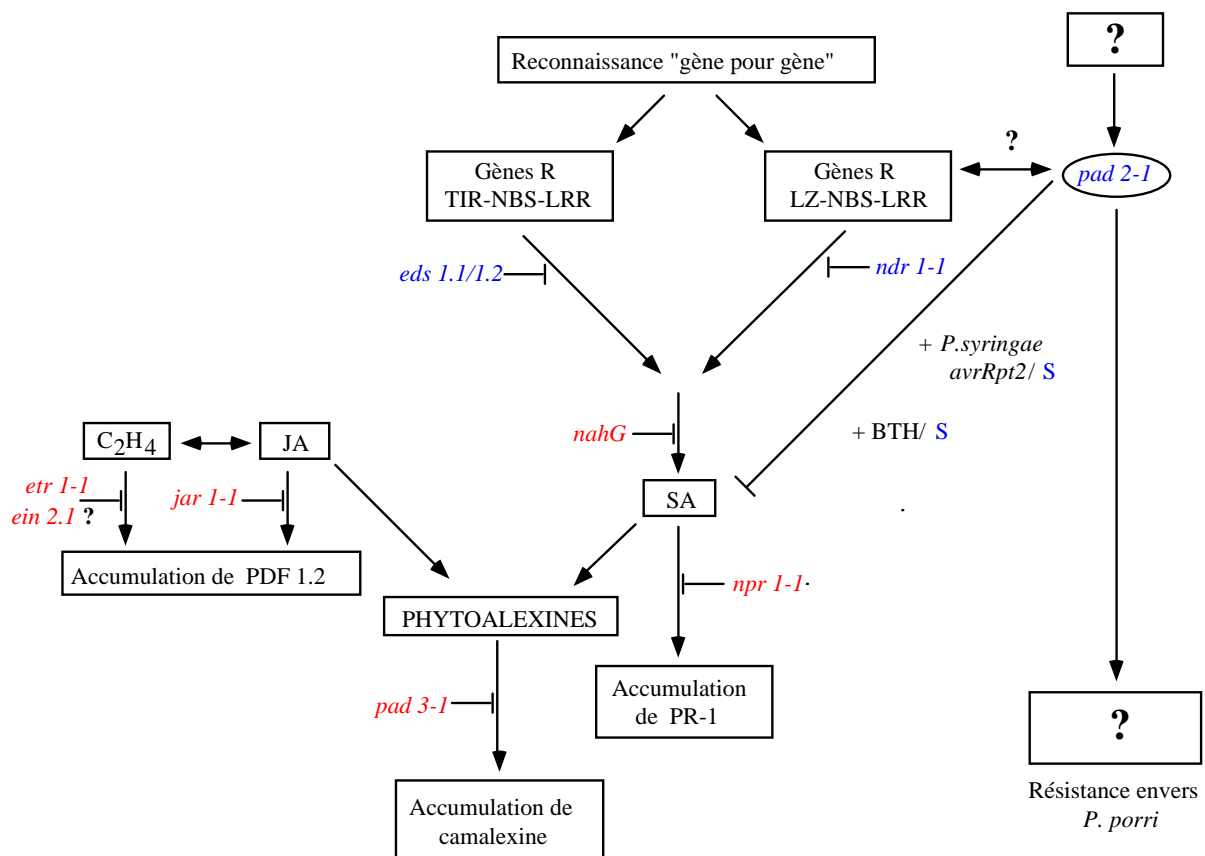 ?
Reconnaissance "gène pour gène"
?
Gènes R
TIR-NBS-LRR
Gènes R
LZ-NBS-LRR
pad 2-1
eds 1.1/1.2
ndr 1-1
+ P.syringae
avrRpt2/ S
+ BTH/ S
nahG
C2H4
JA
SA
etr 1-1
ein 2.1 ?
jar 1-1
Accumulation de PDF 1.2
npr 1-1
PHYTOALEXINES
pad 3-1
Accumulation
de PR-1
?
Résistance envers
P. porri
Accumulation de
camalexine